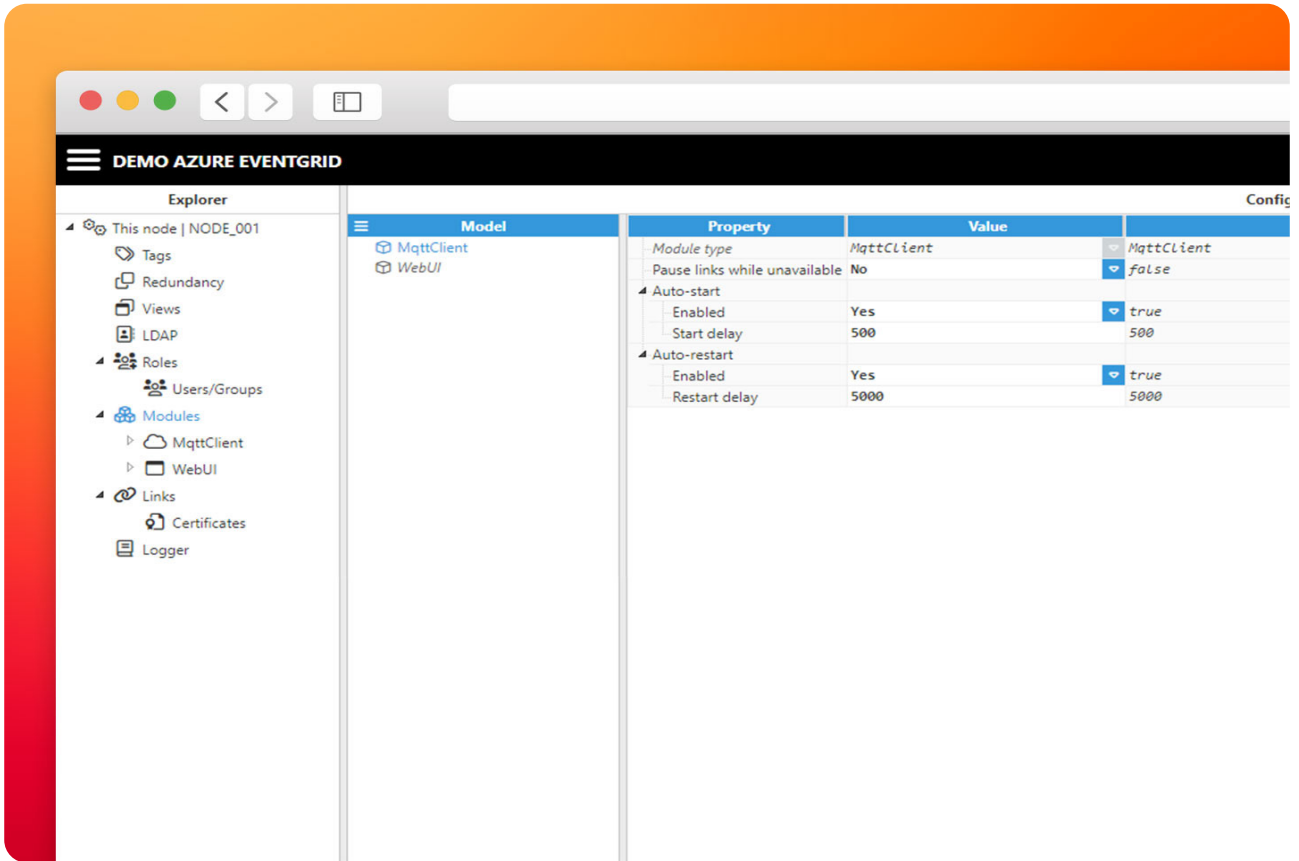 DEMO AZURE EVENTGRID
Explorer
This node | NODE_001
Tags
Redundancy
Views
LDAP
Roles
Users/Groups
Modules
MqttClient
WebUI
Links
Certificates
Logger
Model
MqttClient
WebUI
Config
Property Value
Module type MqttClient MqttClient
Pause links while unavailable No false
Auto-start
Enabled Yes true
Start delay 500 500
Auto-restart
Enabled Yes true
Restart delay 5000 5000